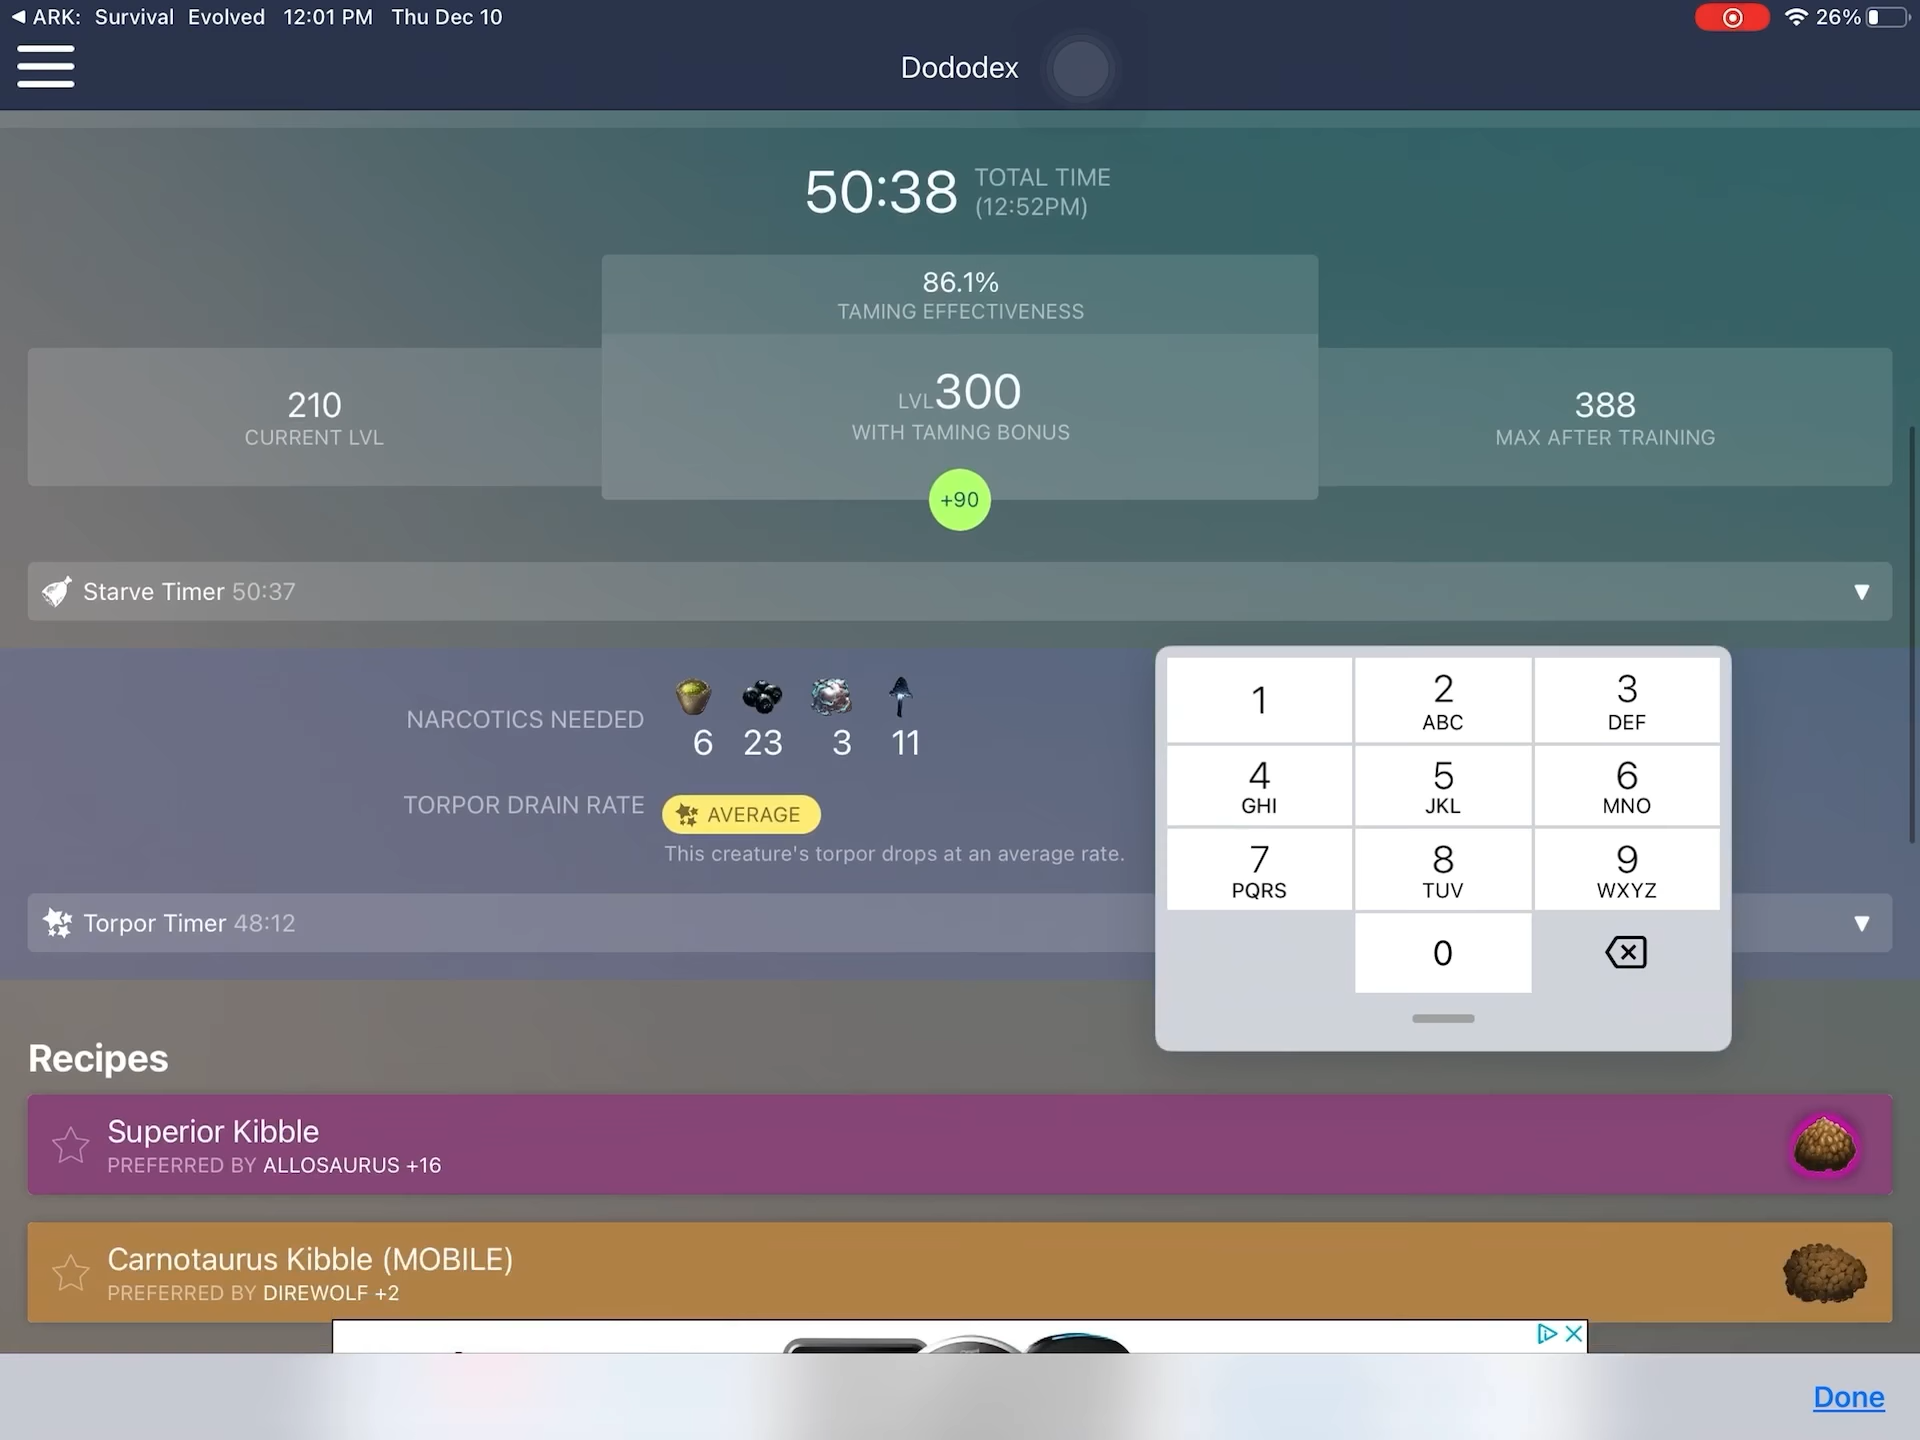 ◀ ARK: Survival Evolved 12:01 PM Thu Dec 10
26%
Dododex
50:38 TOTAL TIME
(12:52PM)
86.1%
TAMING EFFECTIVENESS
210
CURRENT LVL
LVL300
WITH TAMING BONUS
388
MAX AFTER TRAINING
+90
Starve Timer 50:37 ▼
NARCOTICS NEEDED
6 23 3 11
TORPOR DRAIN RATE
AVERAGE
This creature's torpor drops at an average rate.
Torpor Timer 48:12 ▼
1
2
ABC
3
DEF
4
GHI
5
JKL
6
MNO
7
PQRS
8
TUV
9
WXYZ
0
Recipes
Superior Kibble
PREFERRED BY ALLOSAURUS +16
Carnotaurus Kibble (MOBILE)
PREFERRED BY DIREWOLF +2
Done